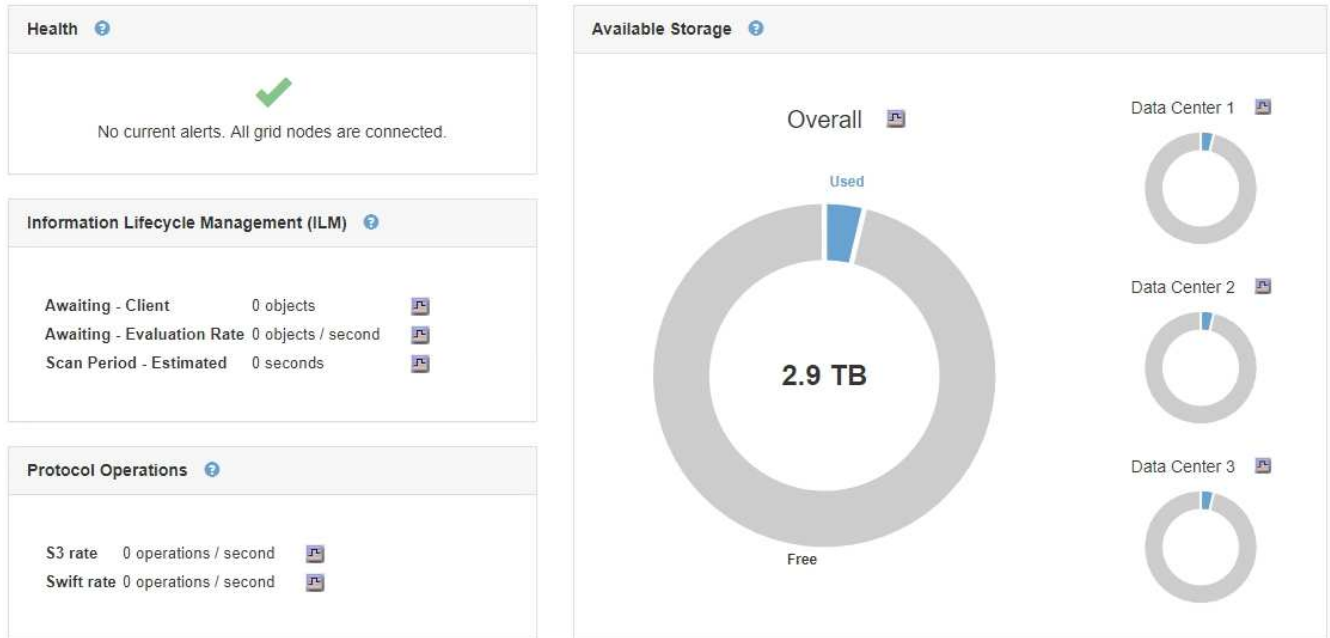 Health
No current alerts. All grid nodes are connected.
Information Lifecycle Management (ILM)
Awaiting - Client 0 objects
Awaiting - Evaluation Rate 0 objects / second
Scan Period - Estimated 0 seconds
Protocol Operations
S3 rate 0 operations / second
Swift rate 0 operations / second
Available Storage
Overall
Used
2.9 TB
Free
Data Center 1
Data Center 2
Data Center 3